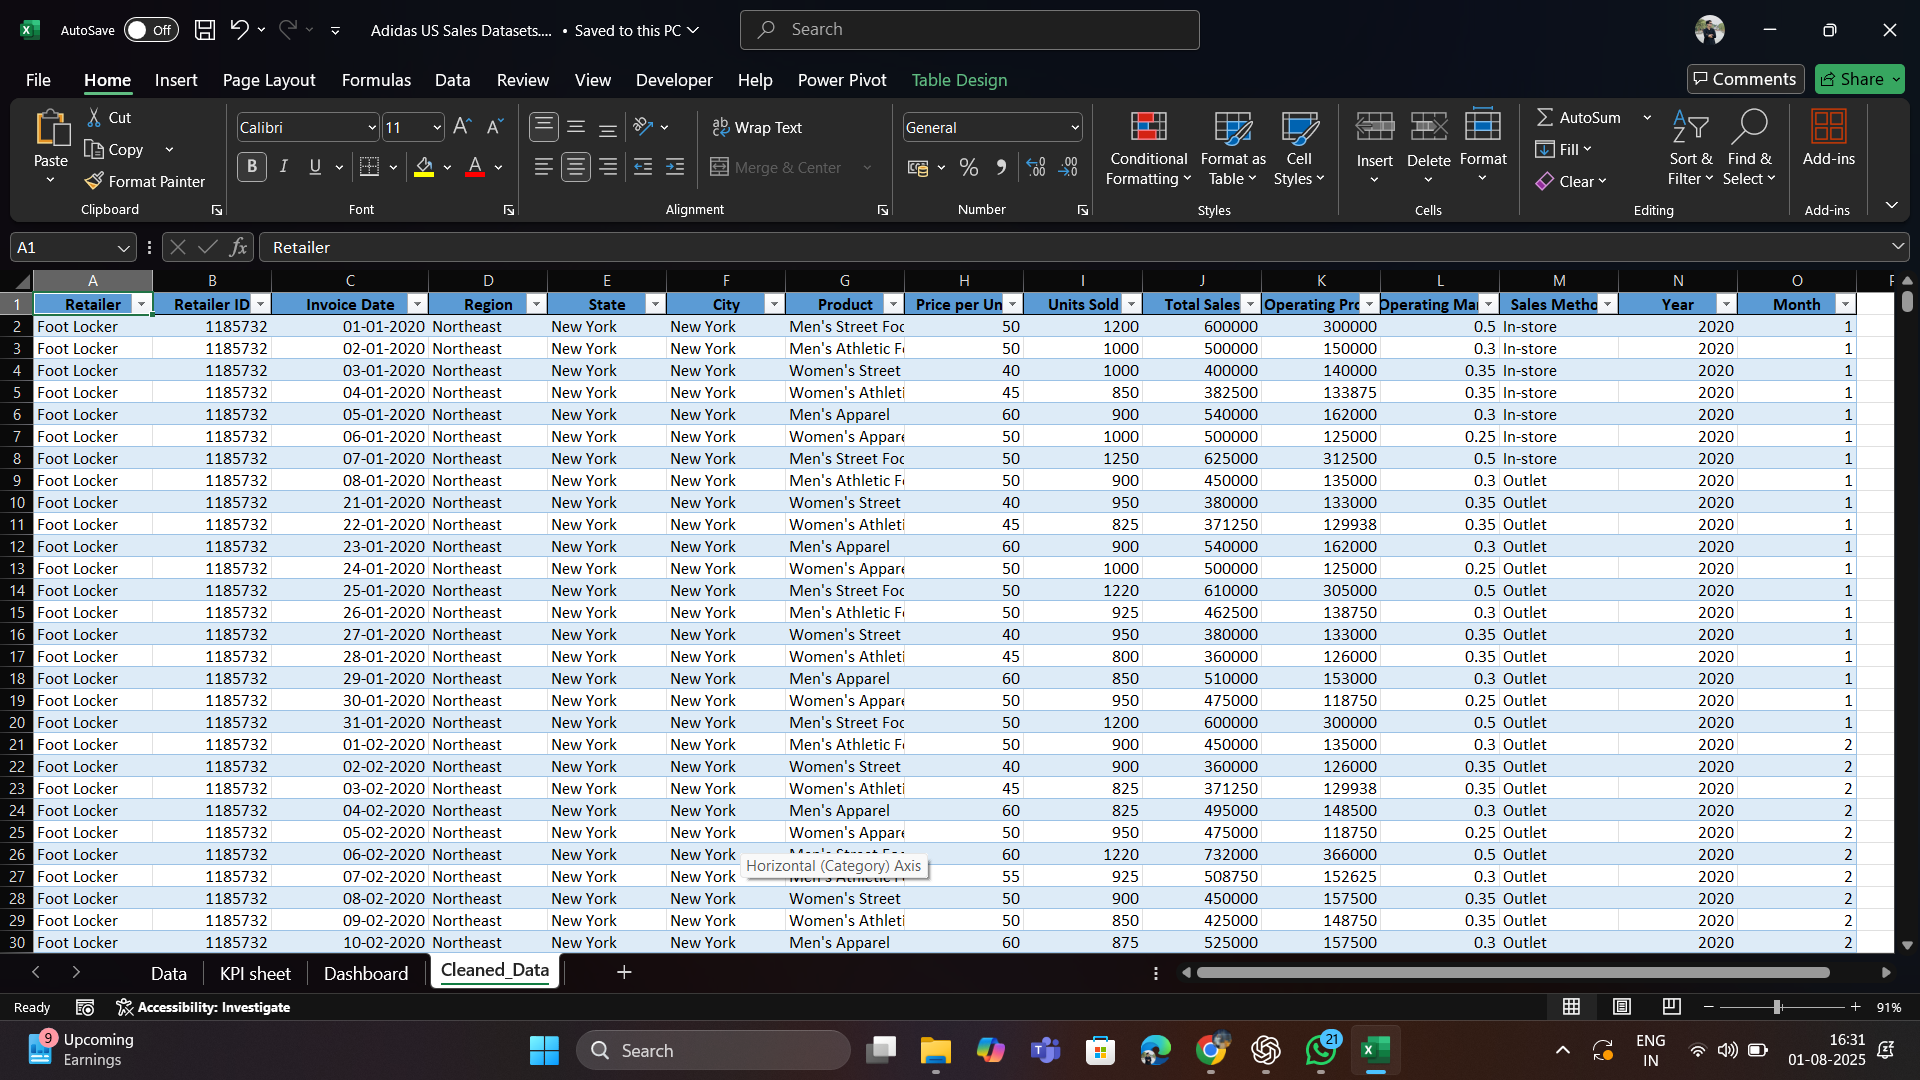 AutoSave Off Adidas US Sales Datasets.... • Saved to this PC Search
File Home Insert Page Layout Formulas Data Review View Developer Help Power Pivot Table Design Comments Share
Paste Cut Copy Format Painter Clipboard
Calibri 11 B I U A Font
Wrap Text Merge & Center Alignment
General % Number
Conditional Formatting Format as Table Cell Styles Styles
Insert Delete Format Cells
AutoSum Fill Clear Sort & Filter Find & Select Editing
Add-ins Add-ins
A1 fx Retailer
A B C D E F G H I J K L M N O
1 Retailer Retailer ID Invoice Date Region State City Product Price per Un Units Sold Total Sales Operating Pro Operating Mar Sales Metho Year Month
2 Foot Locker 1185732 01-01-2020 Northeast New York New York Men's Street Foo 50 1200 600000 300000 0.5 In-store 2020 1
3 Foot Locker 1185732 02-01-2020 Northeast New York New York Men's Athletic Fo 50 1000 500000 150000 0.3 In-store 2020 1
4 Foot Locker 1185732 03-01-2020 Northeast New York New York Women's Street 40 1000 400000 140000 0.35 In-store 2020 1
5 Foot Locker 1185732 04-01-2020 Northeast New York New York Women's Athleti 45 850 382500 133875 0.35 In-store 2020 1
6 Foot Locker 1185732 05-01-2020 Northeast New York New York Men's Apparel 60 900 540000 162000 0.3 In-store 2020 1
7 Foot Locker 1185732 06-01-2020 Northeast New York New York Women's Appare 50 1000 500000 125000 0.25 In-store 2020 1
8 Foot Locker 1185732 07-01-2020 Northeast New York New York Men's Street Foo 50 1250 625000 312500 0.5 In-store 2020 1
9 Foot Locker 1185732 08-01-2020 Northeast New York New York Men's Athletic Fo 50 900 450000 135000 0.3 Outlet 2020 1
10 Foot Locker 1185732 21-01-2020 Northeast New York New York Women's Street 40 950 380000 133000 0.35 Outlet 2020 1
11 Foot Locker 1185732 22-01-2020 Northeast New York New York Women's Athleti 45 825 371250 129938 0.35 Outlet 2020 1
12 Foot Locker 1185732 23-01-2020 Northeast New York New York Men's Apparel 60 900 540000 162000 0.3 Outlet 2020 1
13 Foot Locker 1185732 24-01-2020 Northeast New York New York Women's Appare 50 1000 500000 125000 0.25 Outlet 2020 1
14 Foot Locker 1185732 25-01-2020 Northeast New York New York Men's Street Foo 50 1220 610000 305000 0.5 Outlet 2020 1
15 Foot Locker 1185732 26-01-2020 Northeast New York New York Men's Athletic Fo 50 925 462500 138750 0.3 Outlet 2020 1
16 Foot Locker 1185732 27-01-2020 Northeast New York New York Women's Street 40 950 380000 133000 0.35 Outlet 2020 1
17 Foot Locker 1185732 28-01-2020 Northeast New York New York Women's Athleti 45 800 360000 126000 0.35 Outlet 2020 1
18 Foot Locker 1185732 29-01-2020 Northeast New York New York Men's Apparel 60 850 510000 153000 0.3 Outlet 2020 1
19 Foot Locker 1185732 30-01-2020 Northeast New York New York Women's Appare 50 950 475000 118750 0.25 Outlet 2020 1
20 Foot Locker 1185732 31-01-2020 Northeast New York New York Men's Street Foo 50 1200 600000 300000 0.5 Outlet 2020 1
21 Foot Locker 1185732 01-02-2020 Northeast New York New York Men's Athletic Fo 50 900 450000 135000 0.3 Outlet 2020 2
22 Foot Locker 1185732 02-02-2020 Northeast New York New York Women's Street 40 900 360000 126000 0.35 Outlet 2020 2
23 Foot Locker 1185732 03-02-2020 Northeast New York New York Women's Athleti 45 825 371250 129938 0.35 Outlet 2020 2
24 Foot Locker 1185732 04-02-2020 Northeast New York New York Men's Apparel 60 825 495000 148500 0.3 Outlet 2020 2
25 Foot Locker 1185732 05-02-2020 Northeast New York New York Women's Appare 50 950 475000 118750 0.25 Outlet 2020 2
26 Foot Locker 1185732 06-02-2020 Northeast New York New York 60 1220 732000 366000 0.5 Outlet 2020 2
Horizontal (Category) Axis
27 Foot Locker 1185732 07-02-2020 Northeast New York New York 55 925 508750 152625 0.3 Outlet 2020 2
28 Foot Locker 1185732 08-02-2020 Northeast New York New York Women's Street 50 900 450000 157500 0.35 Outlet 2020 2
29 Foot Locker 1185732 09-02-2020 Northeast New York New York Women's Athleti 50 850 425000 148750 0.35 Outlet 2020 2
30 Foot Locker 1185732 10-02-2020 Northeast New York New York Men's Apparel 60 875 525000 157500 0.3 Outlet 2020 2
Data KPI sheet Dashboard Cleaned_Data +
Ready Accessibility: Investigate 91%
9 Upcoming Earnings Search 21 ENG IN 16:31 01-08-2025